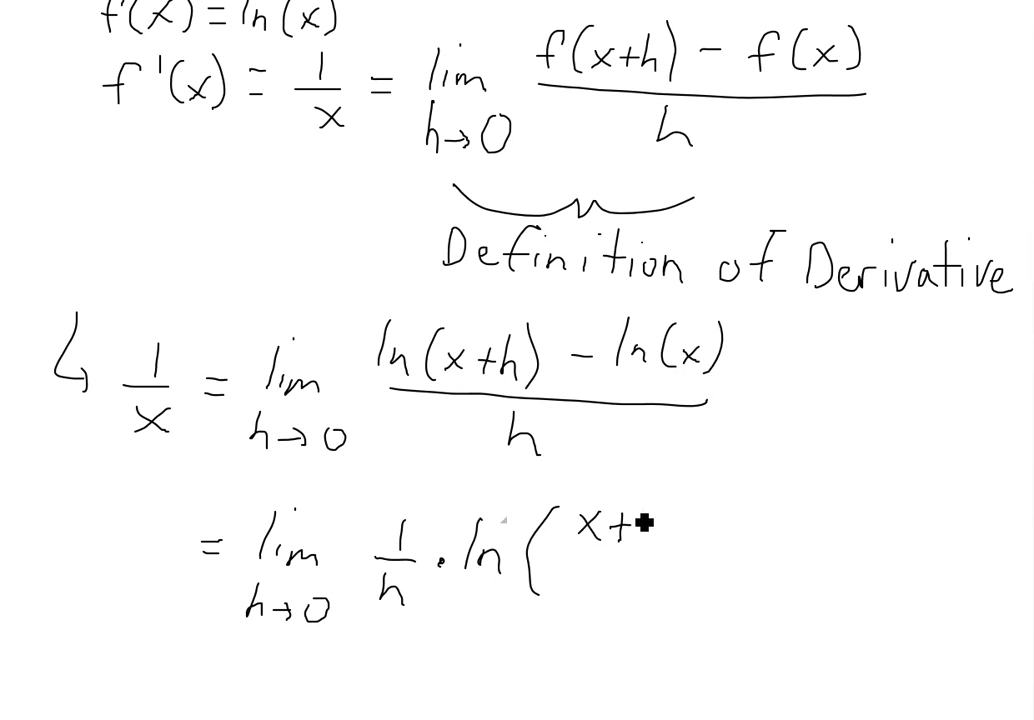 f(x) = ln(x)
f'(x) = 1/x = lim h→0 f(x+h) - f(x) / h
Definition of Derivative
↳ 1/x = lim h→0 ln(x+h) - ln(x) / h
= lim h→0 1/h · ln( x+